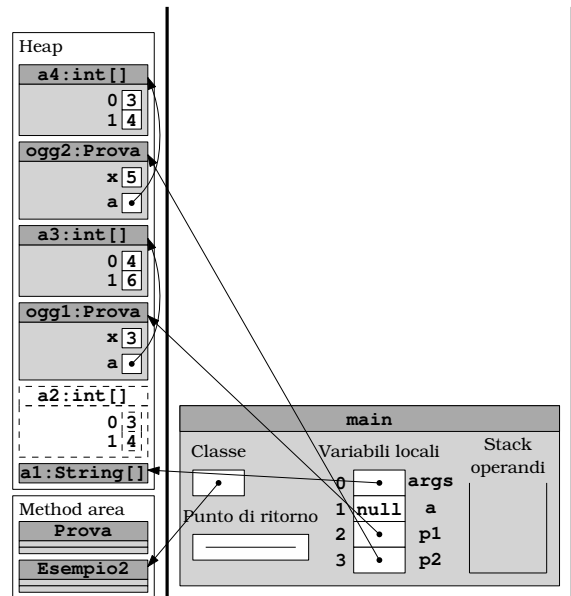 Heap
a4:int[]
0 3
1 4
ogg2:Prova
x 5
a
a3:int[]
0 4
1 6
ogg1:Prova
x 3
a
a2:int[]
0 3
1 4
a1:String[]
Method area
Prova
Esempio2
main
Classe
Variabili locali
Stack
operandi
0 args
1 null a
2 p1
3 p2
Punto di ritorno